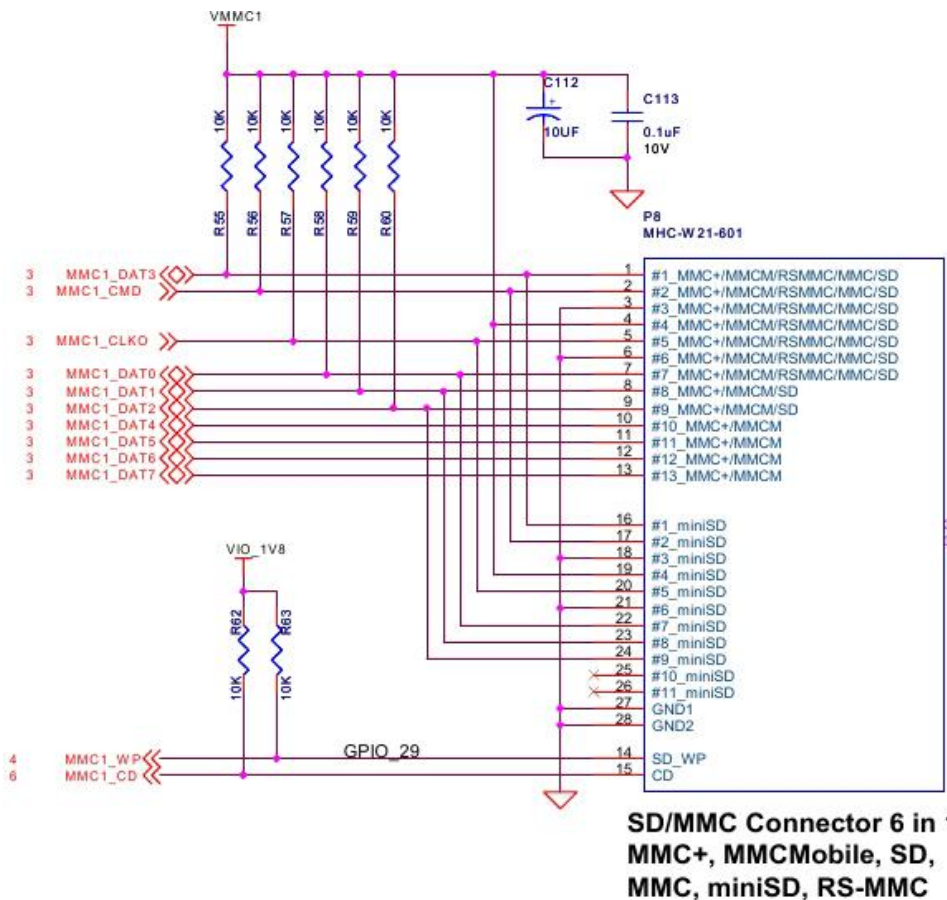 VMMC1
C112
10UF
C113
0.1uF
10V
10K 10K 10K 10K 10K 10K
R55 R56 R57 R58 R59 R60
P8
MHC-W21-601
3 MMC1_DAT3 1 #1_MMC+/MMCM/RSMMC/MMC/SD
3 MMC1_CMD 2 #2_MMC+/MMCM/RSMMC/MMC/SD
3 #3_MMC+/MMCM/RSMMC/MMC/SD
4 #4_MMC+/MMCM/RSMMC/MMC/SD
3 MMC1_CLKO 5 #5_MMC+/MMCM/RSMMC/MMC/SD
6 #6_MMC+/MMCM/RSMMC/MMC/SD
3 MMC1_DAT0 7 #7_MMC+/MMCM/RSMMC/MMC/SD
3 MMC1_DAT1 8 #8_MMC+/MMCM/SD
3 MMC1_DAT2 9 #9_MMC+/MMCM/SD
3 MMC1_DAT4 10 #10_MMC+/MMCM
3 MMC1_DAT5 11 #11_MMC+/MMCM
3 MMC1_DAT6 12 #12_MMC+/MMCM
3 MMC1_DAT7 13 #13_MMC+/MMCM
16 #1_miniSD
17 #2_miniSD
18 #3_miniSD
19 #4_miniSD
20 #5_miniSD
21 #6_miniSD
22 #7_miniSD
23 #8_miniSD
24 #9_miniSD
25 #10_miniSD
26 #11_miniSD
27 GND1
28 GND2
VIO_1V8
R62 R63
10K 10K
4 MMC1_WP GPIO_29 14 SD_WP
6 MMC1_CD 15 CD
SD/MMC Connector 6 in
MMC+, MMCMobile, SD,
MMC, miniSD, RS-MMC